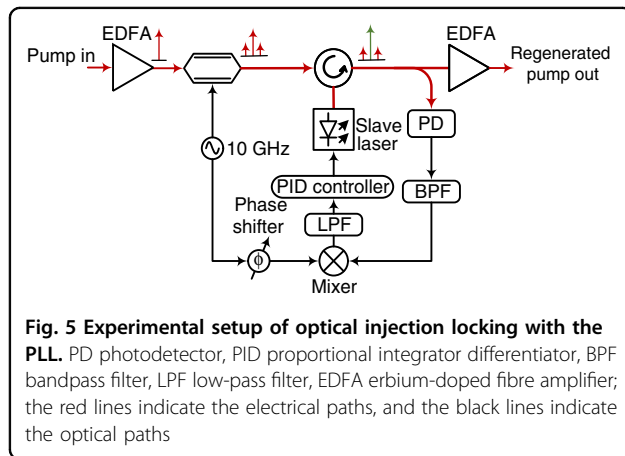 EDFA
EDFA
Pump in
Regenerated
pump out
PD
Slave
laser
10 GHz
PID controller
BPF
Phase
shifter
LPF
ϕ
Mixer
Fig. 5 Experimental setup of optical injection locking with the
PLL. PD photodetector, PID proportional integrator differentiator, BPF
bandpass filter, LPF low-pass filter, EDFA erbium-doped fibre amplifier;
the red lines indicate the electrical paths, and the black lines indicate
the optical paths